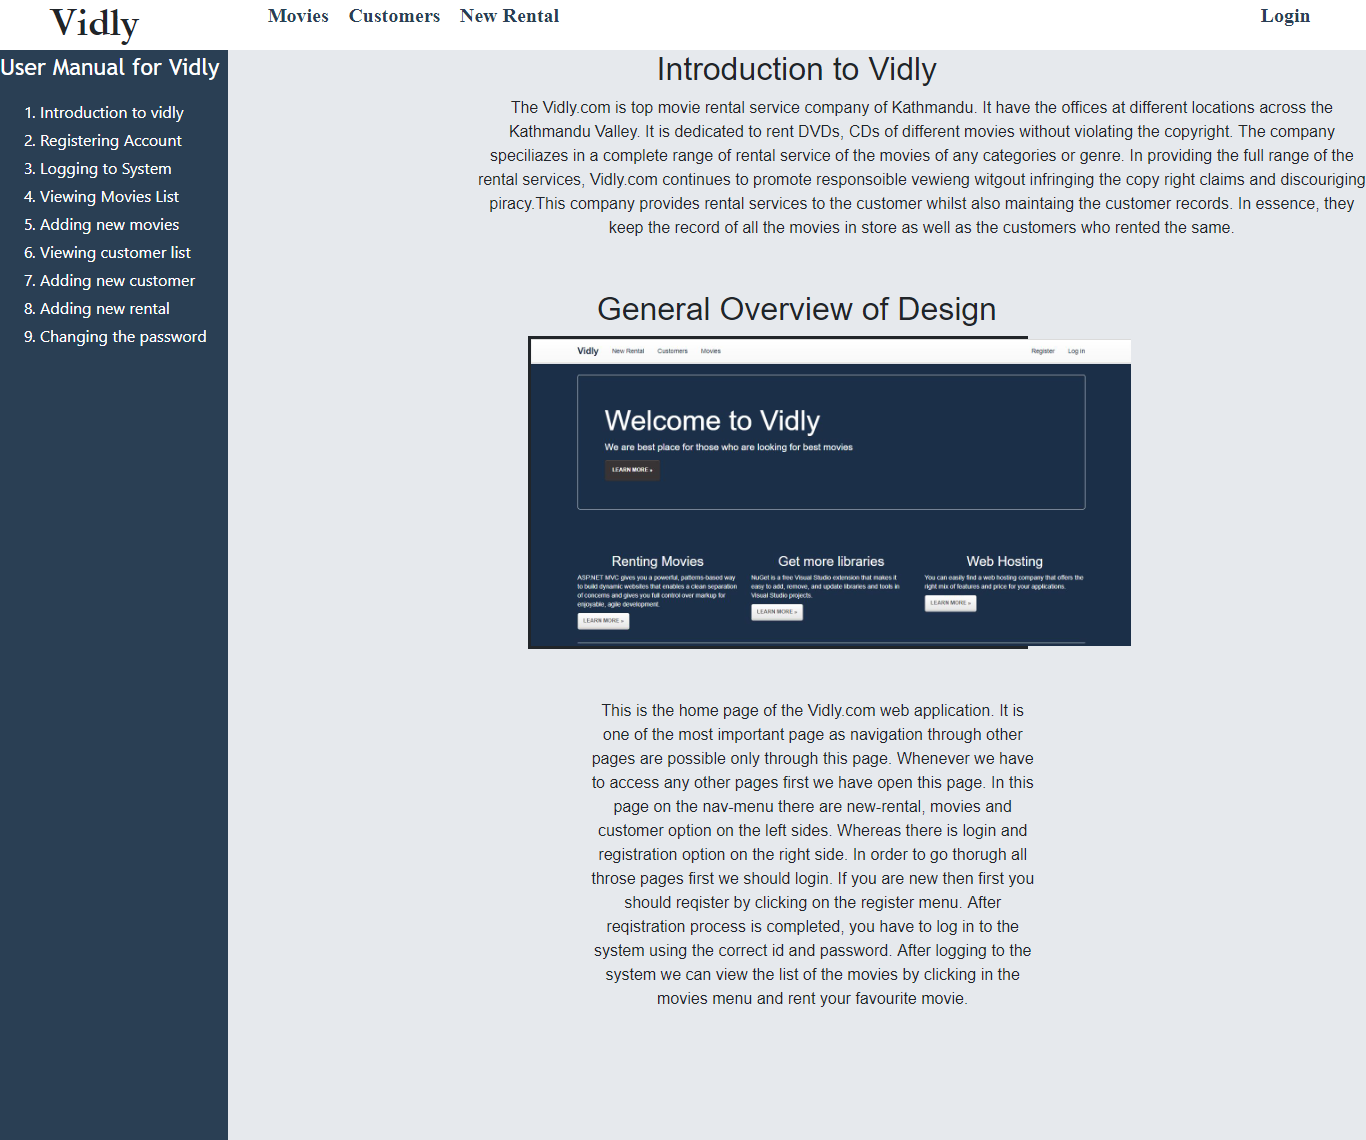 Vidly
Movies Customers New Rental
Login
User Manual for Vidly
1. Introduction to vidly
2. Registering Account
3. Logging to System
4. Viewing Movies List
5. Adding new movies
6. Viewing customer list
7. Adding new customer
8. Adding new rental
9. Changing the password
Introduction to Vidly
The Vidly.com is top movie rental service company of Kathmandu. It have the offices at different locations across the
Kathmandu Valley. It is dedicated to rent DVDs, CDs of different movies without violating the copyright. The company
speciliazes in a complete range of rental service of the movies of any categories or genre. In providing the full range of the
rental services, Vidly.com continues to promote responsoible vewieng witgout infringing the copy right claims and discouriging
piracy.This company provides rental services to the customer whilst also maintaing the customer records. In essence, they
keep the record of all the movies in store as well as the customers who rented the same.
General Overview of Design
Vidly New Rental Customers Movies
Register Log in
Welcome to Vidly
We are best place for those who are looking for best movies
LEARN MORE »
Renting Movies
ASP.NET MVC gives you a powerful, patterns-based way
to build dynamic websites that enables a clean separation
of concerns and gives you full control over markup for
enjoyable, agile development.
LEARN MORE »
Get more libraries
NuGet is a free Visual Studio extension that makes it
easy to add, remove, and update libraries and tools in
Visual Studio projects.
LEARN MORE »
Web Hosting
You can easily find a web hosting company that offers the
right mix of features and price for your applications.
LEARN MORE »
This is the home page of the Vidly.com web application. It is
one of the most important page as navigation through other
pages are possible only through this page. Whenever we have
to access any other pages first we have open this page. In this
page on the nav-menu there are new-rental, movies and
customer option on the left sides. Whereas there is login and
registration option on the right side. In order to go thorugh all
throse pages first we should login. If you are new then first you
should reqister by clicking on the register menu. After
reqistration process is completed, you have to log in to the
system using the correct id and password. After logging to the
system we can view the list of the movies by clicking in the
movies menu and rent your favourite movie.